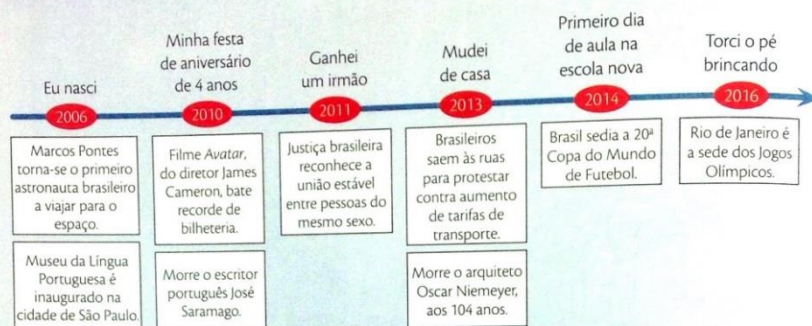 Eu nasci
2006
Marcos Pontes
torna-se o primeiro
astronauta brasileiro
a viajar para o
espaço.
Museu da Língua
Portuguesa é
inaugurado na
cidade de São Paulo.
Minha festa
de aniversário
de 4 anos
2010
Filme Avatar,
do diretor James
Cameron, bate
recorde de
bilheteria.
Morre o escritor
português José
Saramago.
Ganhei
um irmão
2011
Justiça brasileira
reconhece a
união estável
entre pessoas do
mesmo sexo.
Mudei
de casa
2013
Brasileiros
saem às ruas
para protestar
contra aumento
de tarifas de
transporte.
Morre o arquiteto
Oscar Niemeyer,
aos 104 anos.
Primeiro dia
de aula na
escola nova
2014
Brasil sedia a 20ª
Copa do Mundo
de Futebol.
Torci o pé
brincando
2016
Rio de Janeiro é
a sede dos Jogos
Olímpicos.